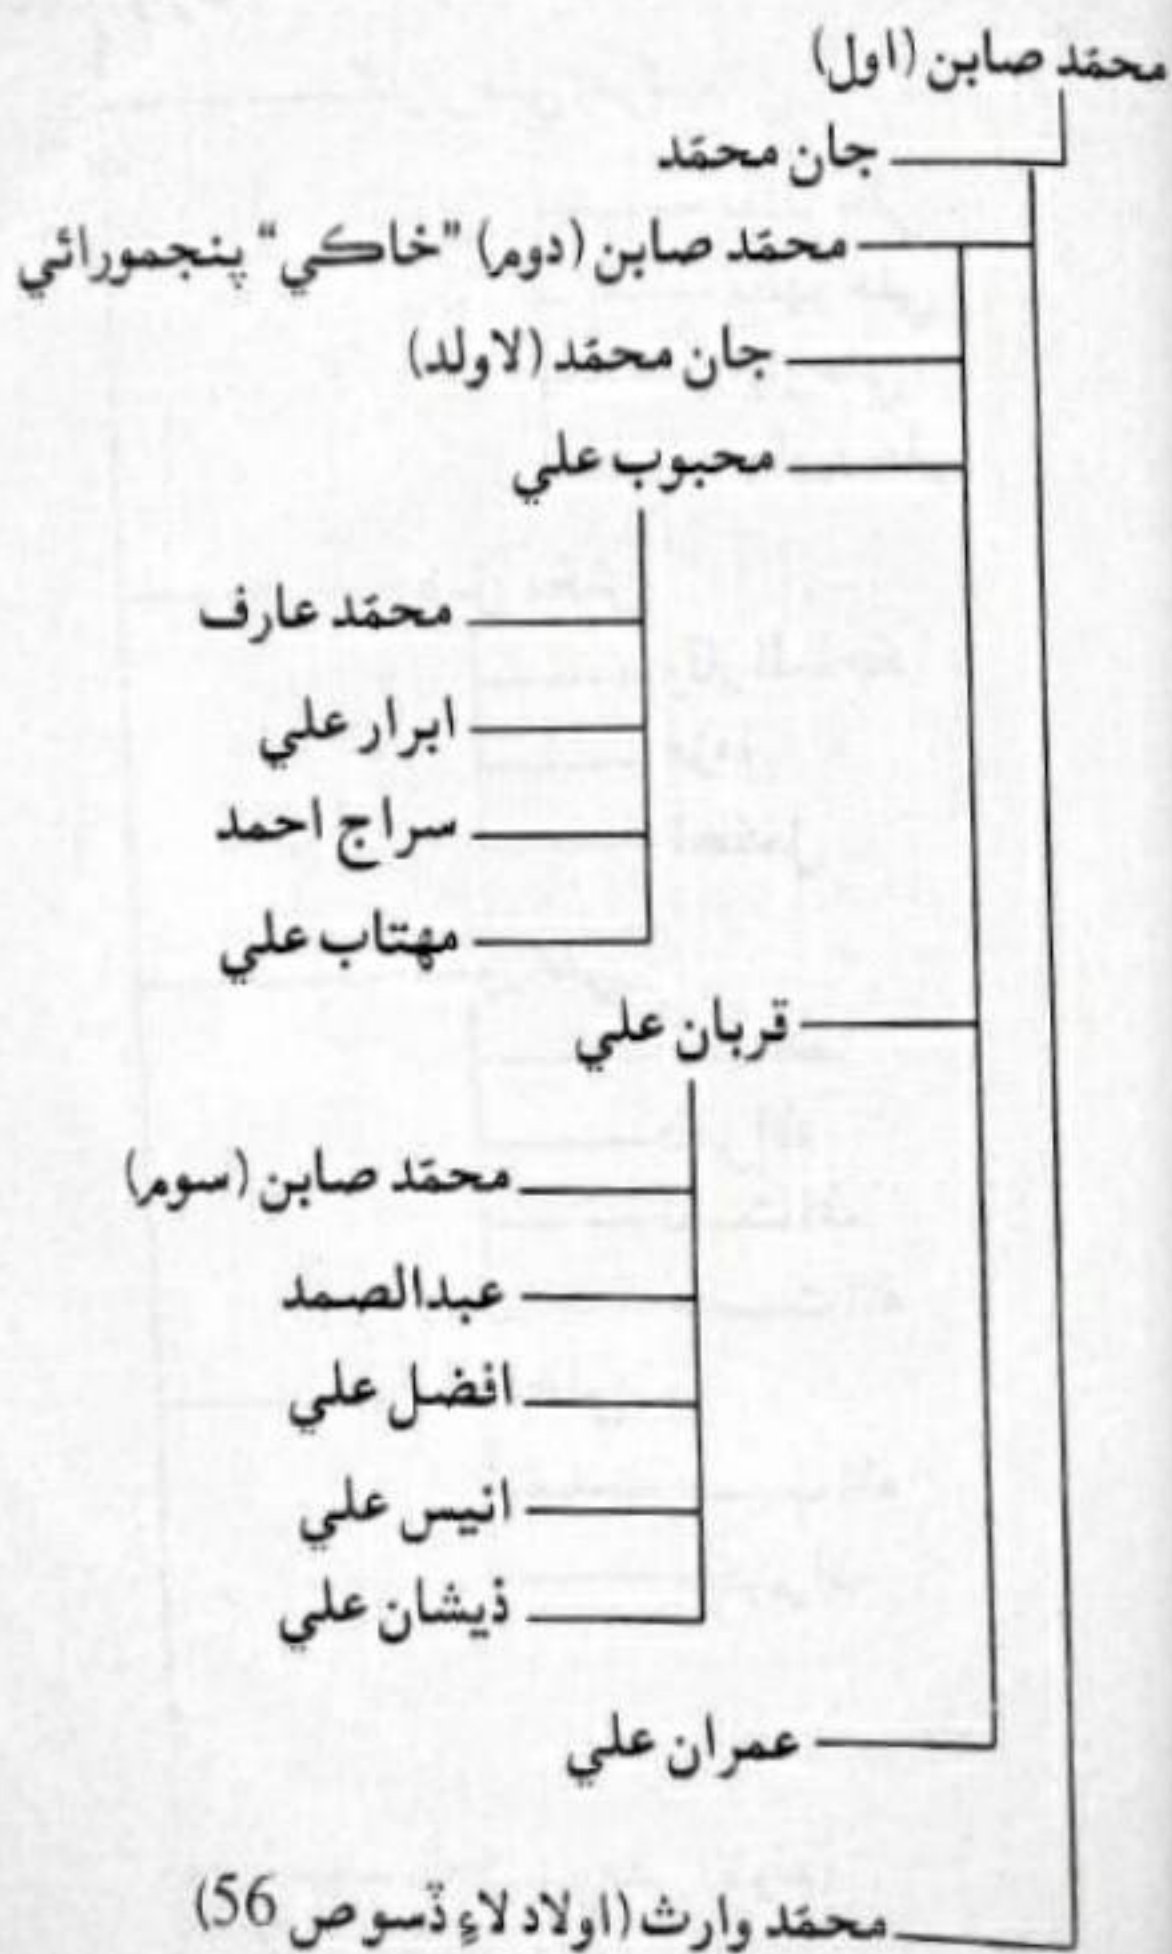 محمّد صابن (اول)
جان محمّد
محمّد صابن (دوم) ”خاڪي“ پنجمورائي
جان محمّد (لاولد)
محبوب علي
محمّد عارف
ابرار علي
سراج احمد
مهتاب علي
قربان علي
محمّد صابن (سوم)
عبدالصمد
افضل علي
انيس علي
ذيشان علي
عمران علي
محمّد وارث (اولاد لاءِ ڏسو ص 56)